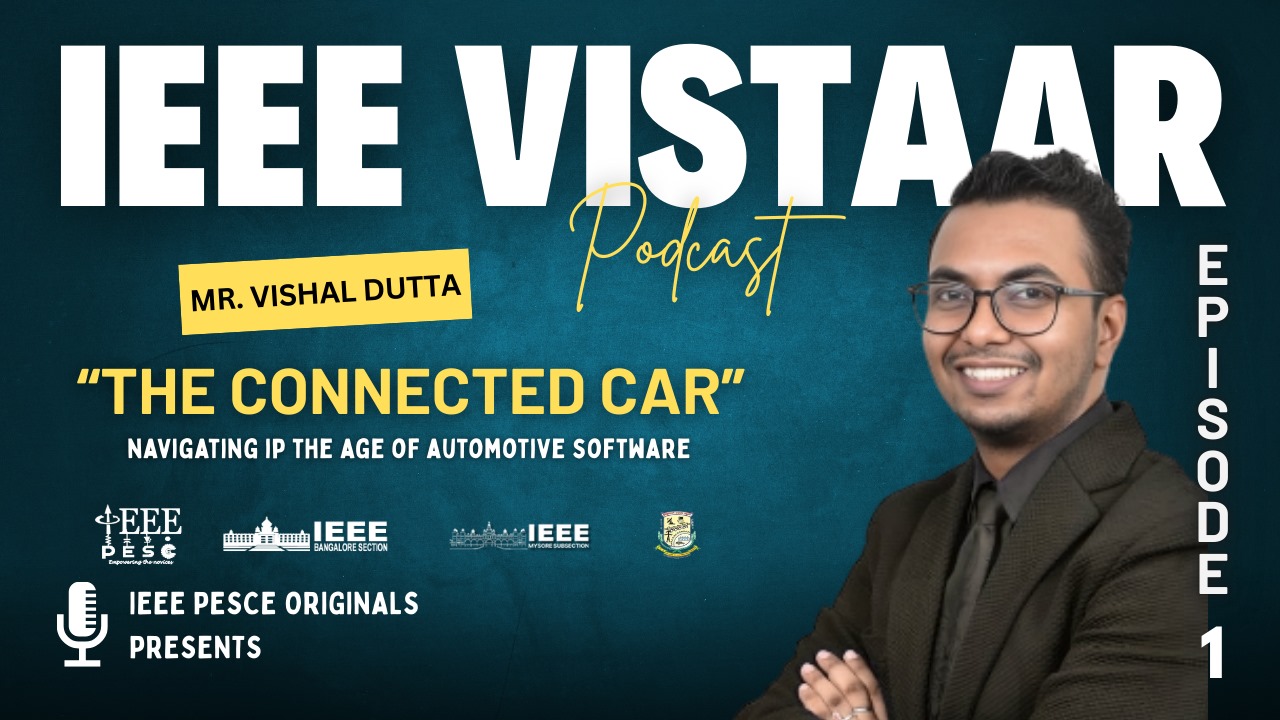 IEEE VISTAAR
Podcast
MR. VISHAL DUTTA
“THE CONNECTED CAR”
NAVIGATING IP THE AGE OF AUTOMOTIVE SOFTWARE
IEEE
PESCE
Empowering the novices
IEEE
BANGALORE SECTION
IEEE
MYSORE SUBSECTION
IEEE PESCE ORIGINALS
PRESENTS
EPISODE 1